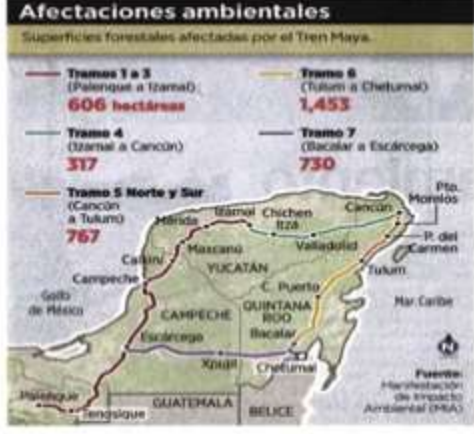 Afectaciones ambientales
Superficies forestales afectadas por el Tren Maya.
Tramos 1 a 3
(Palenque a Izamal)
606 hectáreas
Tramo 4
(Izamal a Cancún)
317
Tramo 5 Norte y Sur
(Cancún
a Tulum)
767
Tramo 6
(Tulum a Chetumal)
1,453
Tramo 7
(Bacalar a Escárcega)
730
Pto.
Morelos
Cancún
Izamal
Chichen
Itzá
Mérida
Valladolid
P. del
Carmen
Maxcanú
Calkiní
YUCATÁN
Tulum
Campeche
C. Puerto
Golfo
de México
CAMPECHE
QUINTANA
ROO
Mar Caribe
Escárcega
Bacalar
Xpujil
Chetumal
N
Palenque
Tenosique
GUATEMALA
BELICE
Fuente:
Manifestación
de Impacto
Ambiental (MIA)